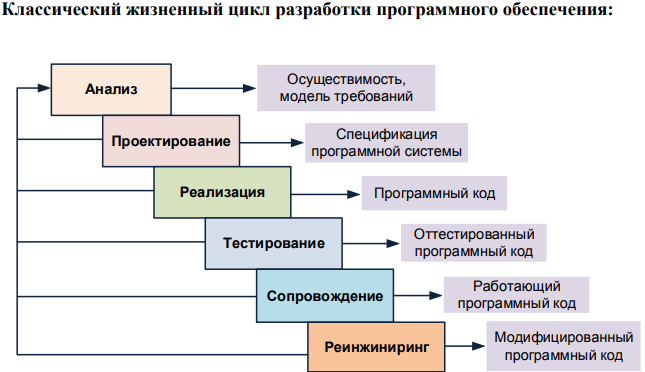 Классический жизненный цикл разработки программного обеспечения:
Анализ
Осуществимость,
модель требований
Проектирование
Спецификация
программной системы
Реализация
Программный код
Тестирование
Оттестированный
программный код
Сопровождение
Работающий
программный код
Реинжиниринг
Модифицированный
программный код